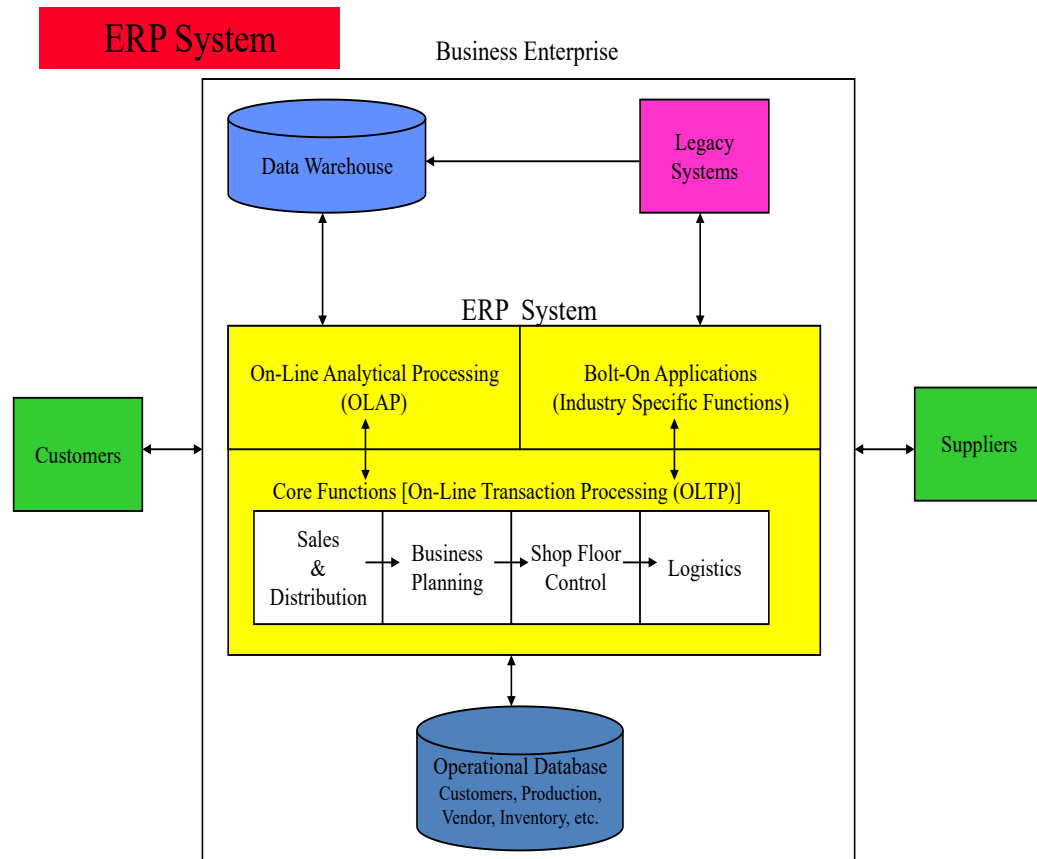 ERP System
Business Enterprise
Data Warehouse
Legacy
Systems
ERP System
On-Line Analytical Processing
(OLAP)
Bolt-On Applications
(Industry Specific Functions)
Customers
Suppliers
Core Functions [On-Line Transaction Processing (OLTP)]
Sales
&
Distribution
Business
Planning
Shop Floor
Control
Logistics
Operational Database
Customers, Production,
Vendor, Inventory, etc.